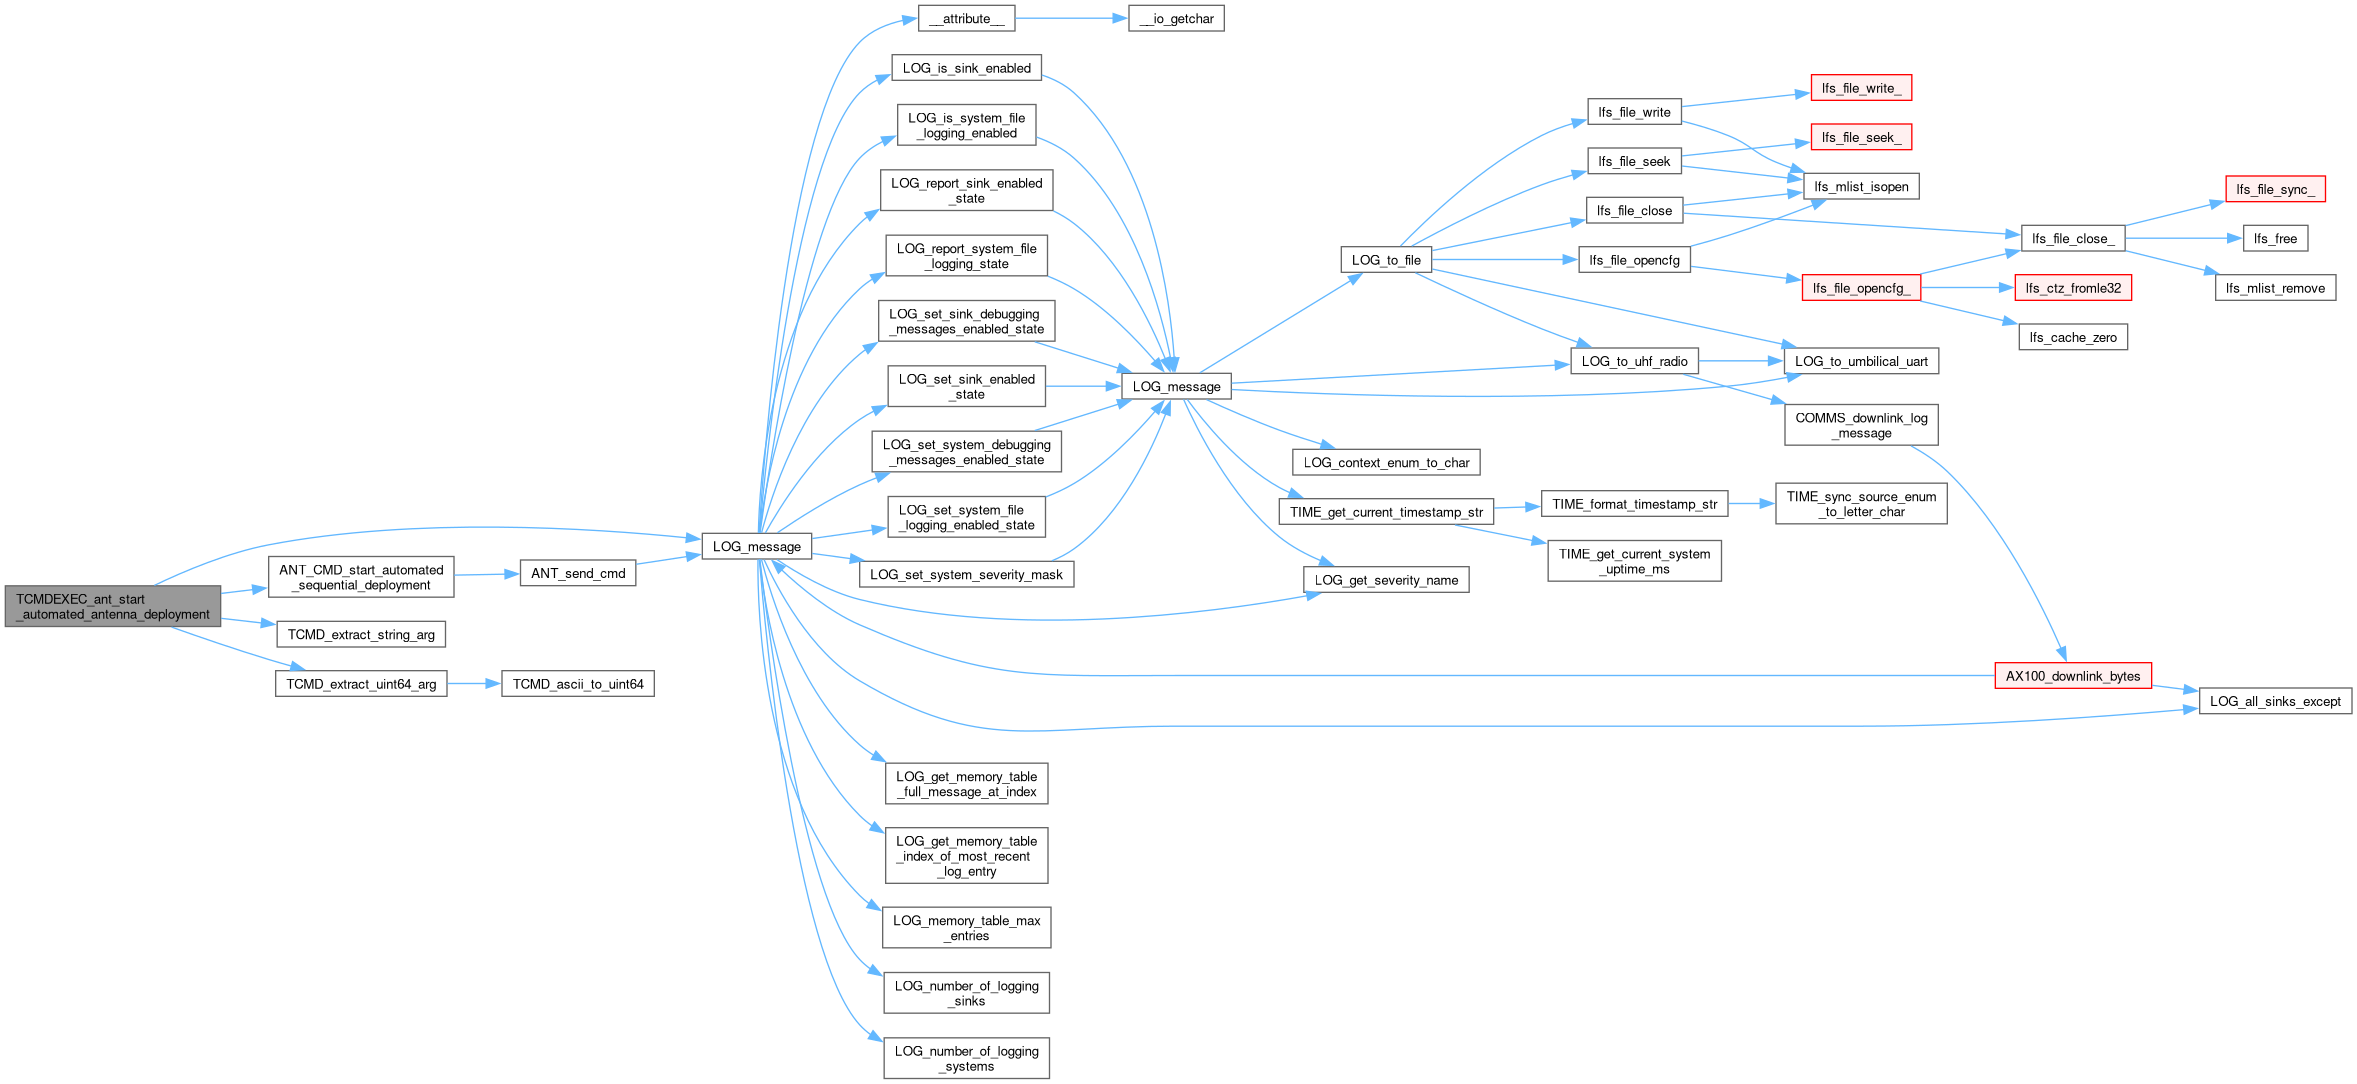 TCMDEXEC_ant_start
_automated_antenna_deployment
ANT_CMD_start_automated
_sequential_deployment
TCMD_extract_string_arg
TCMD_extract_uint64_arg
ANT_send_cmd
TCMD_ascii_to_uint64
LOG_message
__attribute__
__io_getchar
LOG_is_sink_enabled
LOG_is_system_file
_logging_enabled
LOG_report_sink_enabled
_state
LOG_report_system_file
_logging_state
LOG_set_sink_debugging
_messages_enabled_state
LOG_set_sink_enabled
_state
LOG_set_system_debugging
_messages_enabled_state
LOG_set_system_file
_logging_enabled_state
LOG_set_system_severity_mask
LOG_get_memory_table
_full_message_at_index
LOG_get_memory_table
_index_of_most_recent
_log_entry
LOG_memory_table_max
_entries
LOG_number_of_logging
_sinks
LOG_number_of_logging
_systems
LOG_message
LOG_to_file
LOG_context_enum_to_char
TIME_get_current_timestamp_str
LOG_get_severity_name
lfs_file_write
lfs_file_seek
lfs_file_close
lfs_file_opencfg
LOG_to_uhf_radio
TIME_format_timestamp_str
TIME_get_current_system
_uptime_ms
lfs_file_write_
lfs_file_seek_
lfs_mlist_isopen
lfs_file_opencfg_
LOG_to_umbilical_uart
COMMS_downlink_log
_message
TIME_sync_source_enum
_to_letter_char
lfs_file_close_
lfs_ctz_fromle32
lfs_cache_zero
AX100_downlink_bytes
lfs_file_sync_
lfs_free
lfs_mlist_remove
LOG_all_sinks_except